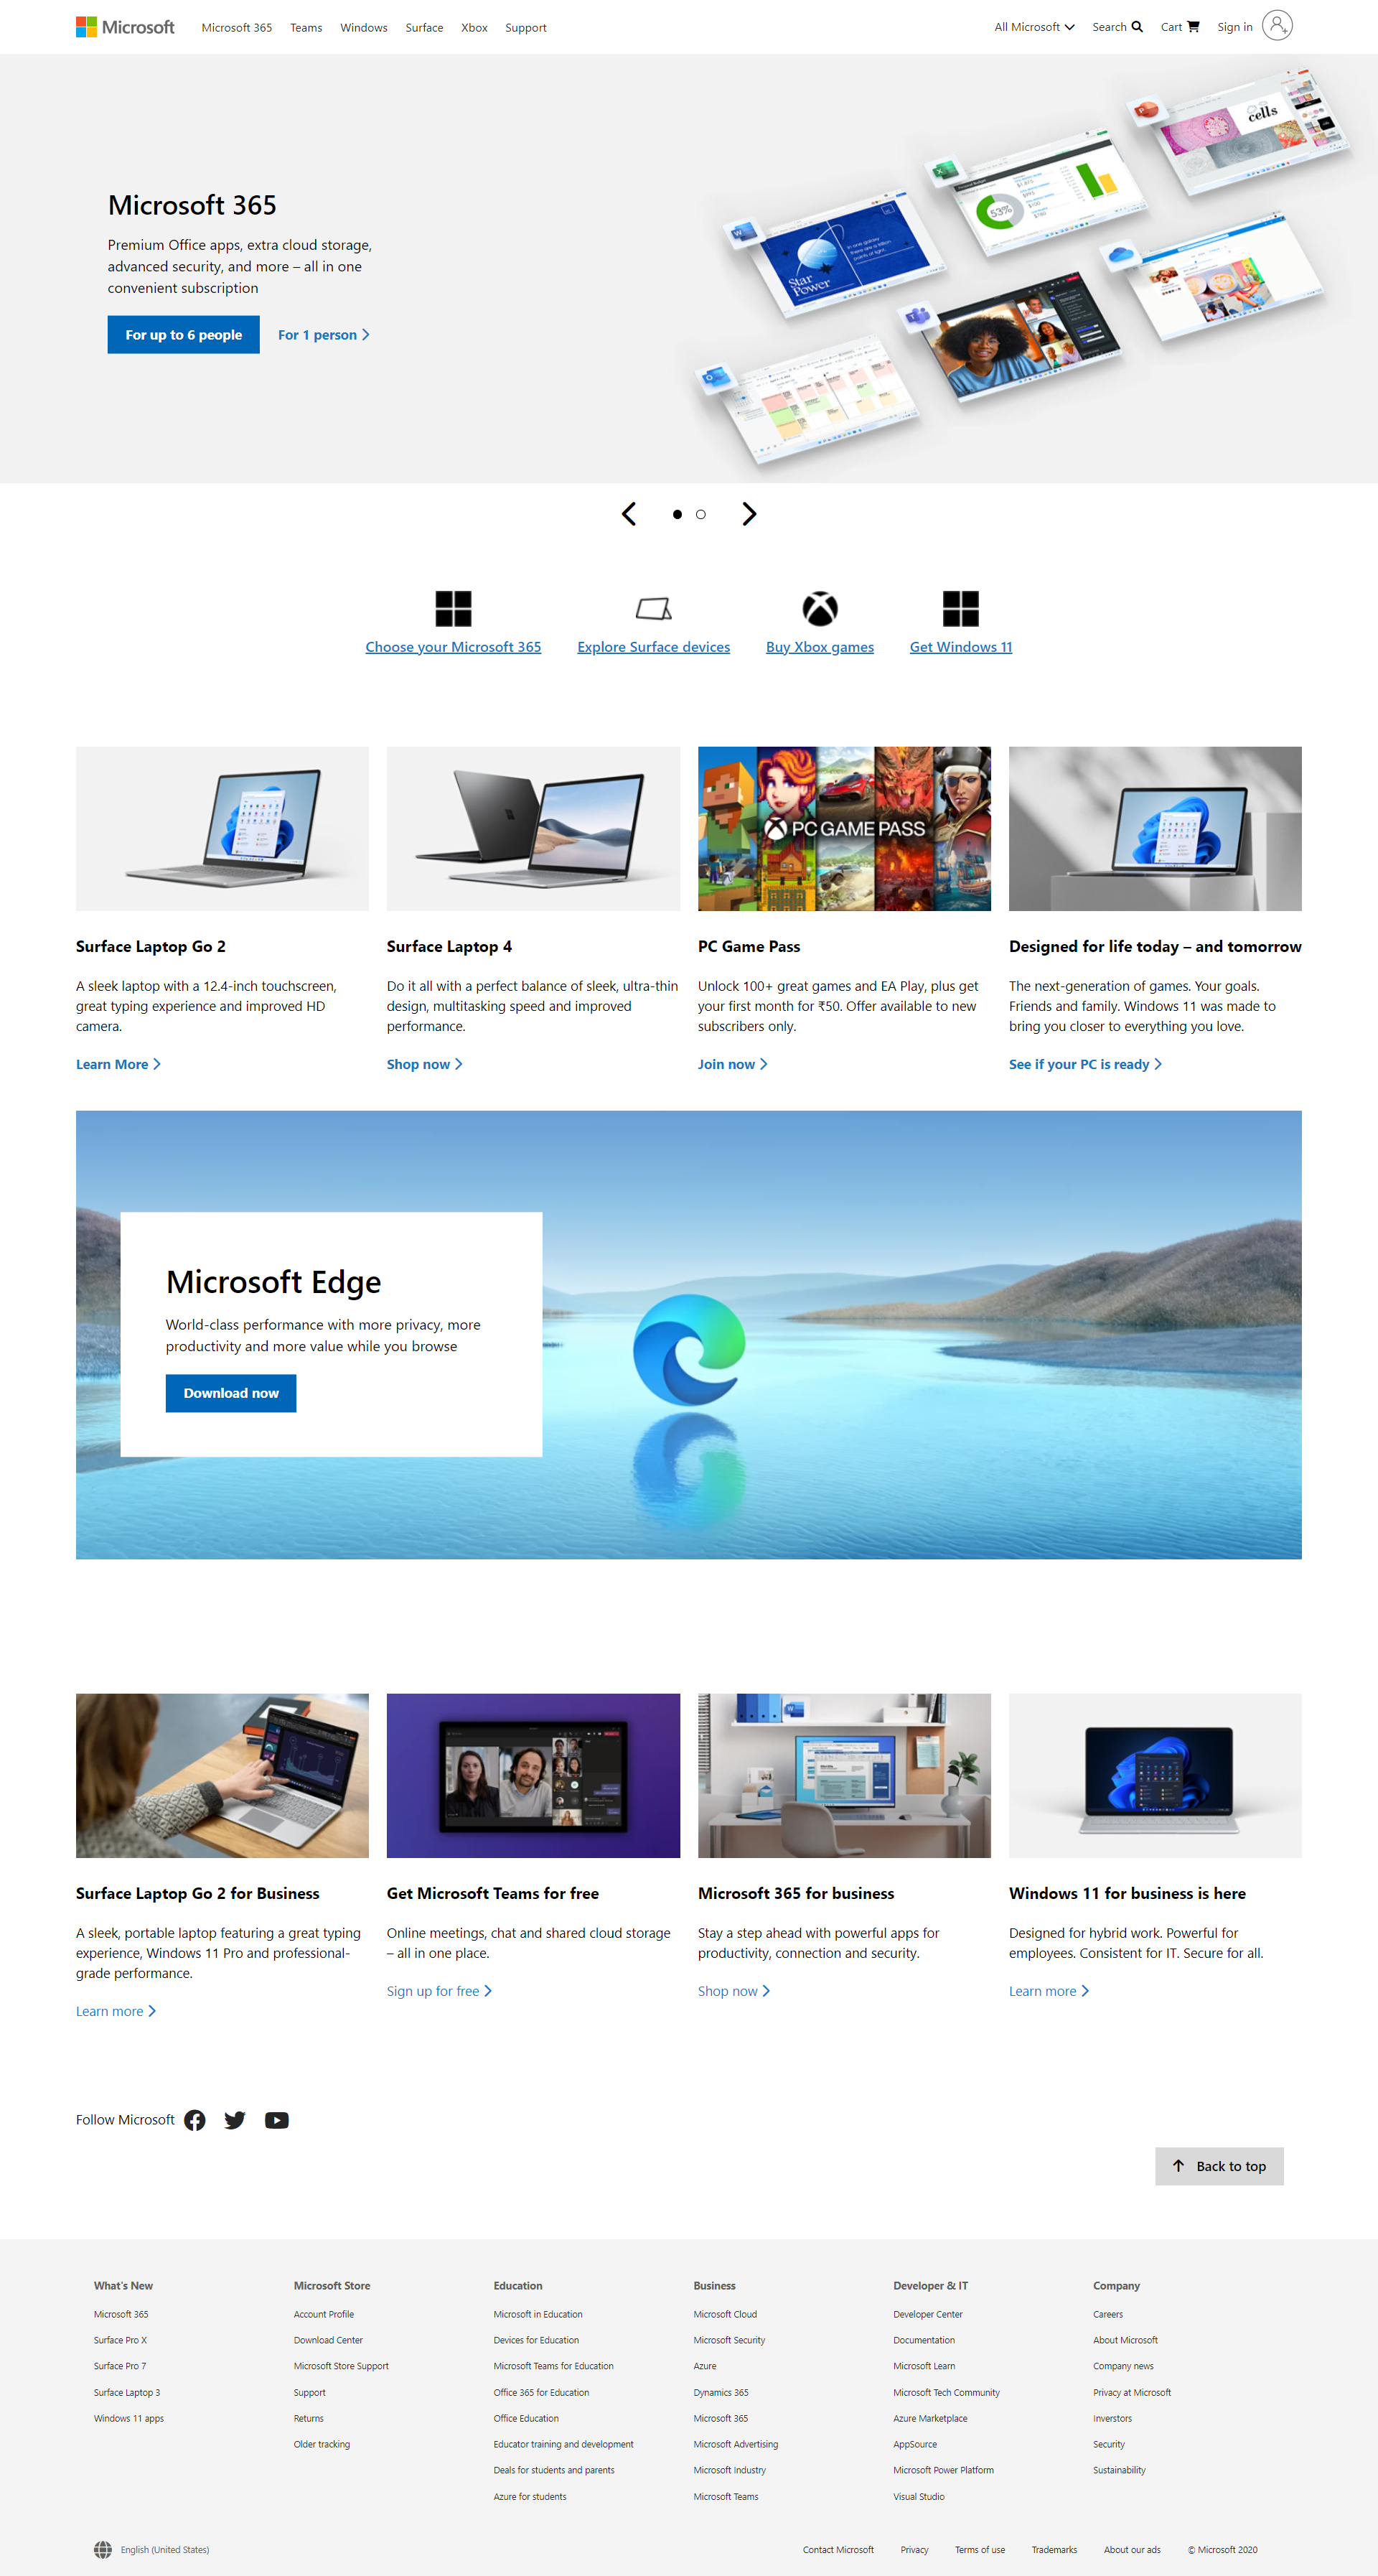 Microsoft
Microsoft 365
Teams
Windows
Surface
Xbox
Support
All Microsoft
Search
Cart
Sign in
Microsoft 365
Premium Office apps, extra cloud storage,
advanced security, and more – all in one
convenient subscription
For up to 6 people
For 1 person
cells
53%
Star
Power
Choose your Microsoft 365
Explore Surface devices
Buy Xbox games
Get Windows 11
PC GAME PASS
Surface Laptop Go 2
A sleek laptop with a 12.4-inch touchscreen,
great typing experience and improved HD
camera.
Learn More
Surface Laptop 4
Do it all with a perfect balance of sleek, ultra-thin
design, multitasking speed and improved
performance.
Shop now
PC Game Pass
Unlock 100+ great games and EA Play, plus get
your first month for ₹50. Offer available to new
subscribers only.
Join now
Designed for life today – and tomorrow
The next-generation of games. Your goals.
Friends and family. Windows 11 was made to
bring you closer to everything you love.
See if your PC is ready
Microsoft Edge
World-class performance with more privacy, more
productivity and more value while you browse
Download now
Surface Laptop Go 2 for Business
A sleek, portable laptop featuring a great typing
experience, Windows 11 Pro and professional-
grade performance.
Learn more
Get Microsoft Teams for free
Online meetings, chat and shared cloud storage
– all in one place.
Sign up for free
Microsoft 365 for business
Stay a step ahead with powerful apps for
productivity, connection and security.
Shop now
Windows 11 for business is here
Designed for hybrid work. Powerful for
employees. Consistent for IT. Secure for all.
Learn more
Follow Microsoft
Back to top
What's New
Microsoft 365
Surface Pro X
Surface Pro 7
Surface Laptop 3
Windows 11 apps
Microsoft Store
Account Profile
Download Center
Microsoft Store Support
Support
Returns
Older tracking
Education
Microsoft in Education
Devices for Education
Microsoft Teams for Education
Office 365 for Education
Office Education
Educator training and development
Deals for students and parents
Azure for students
Business
Microsoft Cloud
Microsoft Security
Azure
Dynamics 365
Microsoft 365
Microsoft Advertising
Microsoft Industry
Microsoft Teams
Developer & IT
Developer Center
Documentation
Microsoft Learn
Microsoft Tech Community
Azure Marketplace
AppSource
Microsoft Power Platform
Visual Studio
Company
Careers
About Microsoft
Company news
Privacy at Microsoft
Inverstors
Security
Sustainability
English (United States)
Contact Microsoft
Privacy
Terms of use
Trademarks
About our ads
© Microsoft 2020